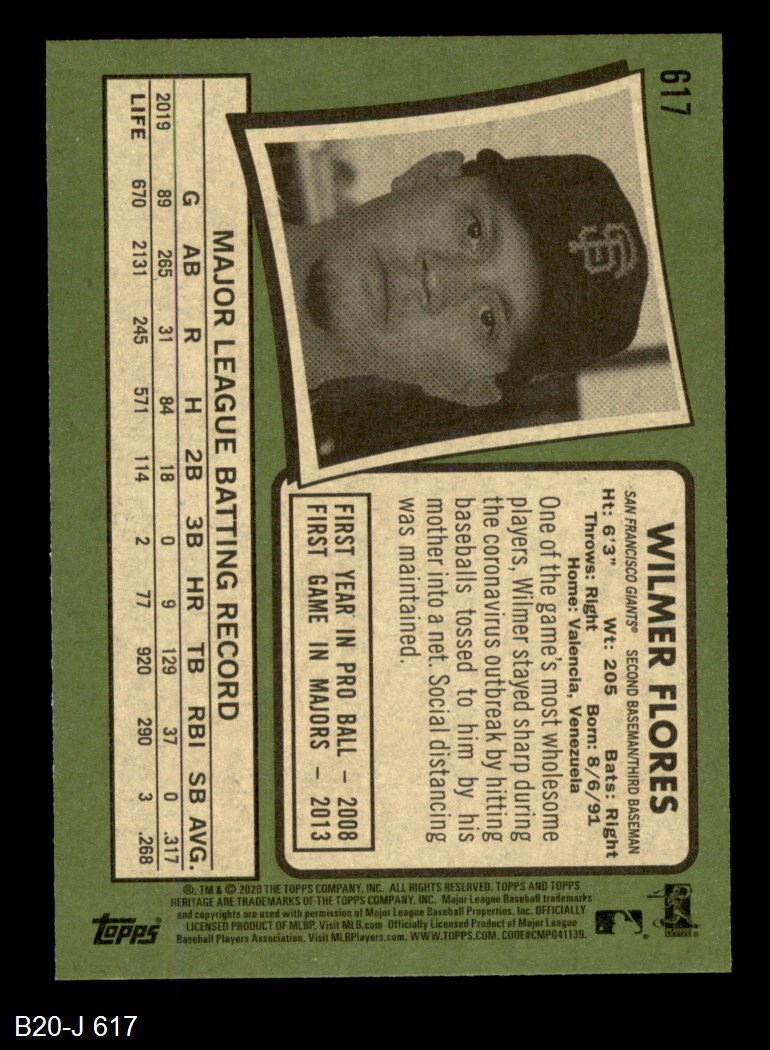 617
WILMER FLORES
SAN FRANCISCO GIANTS® SECOND BASEMAN/THIRD BASEMAN
Ht: 6'3" Wt: 205 Bats: Right
Throws: Right Born: 8/6/91
Home: Valencia, Venezuela
One of the game's most wholesome
players, Wilmer stayed sharp during
the coronavirus outbreak by hitting
baseballs tossed to him by his
mother into a net. Social distancing
was maintained.
FIRST YEAR IN PRO BALL – 2008
FIRST GAME IN MAJORS – 2013
MAJOR LEAGUE BATTING RECORD
G AB R H 2B 3B HR TB RBI SB AVG.
2019 89 265 31 84 18 0 9 129 37 0 .317
LIFE 670 2131 245 571 114 2 77 920 290 3 .268
®, TM & © 2020 THE TOPPS COMPANY, INC. ALL RIGHTS RESERVED. TOPPS AND TOPPS
HERITAGE ARE TRADEMARKS OF THE TOPPS COMPANY, INC. Major League Baseball trademarks
and copyrights are used with permission of Major League Baseball Properties, Inc. OFFICIALLY
LICENSED PRODUCT OF MLBP. Visit MLB.com Officially Licensed Product of Major League
Baseball Players Association. Visit MLBPlayers.com. WWW.TOPPS.COM. CODE#CMP041139.
TOPPS
B20-J 617